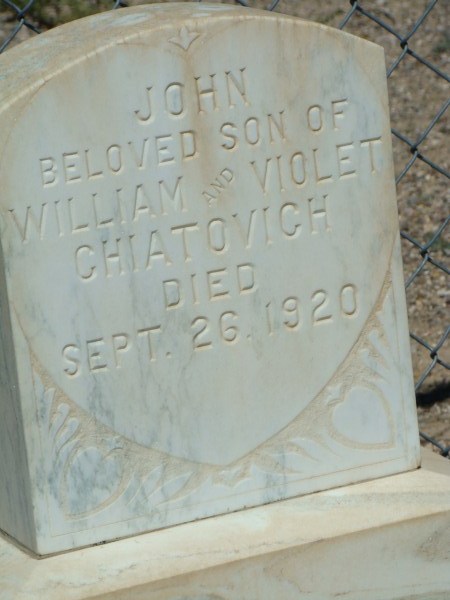 JOHN
BELOVED SON OF
WILLIAM AND VIOLET
CHIATOVICH
DIED
SEPT. 26, 1920